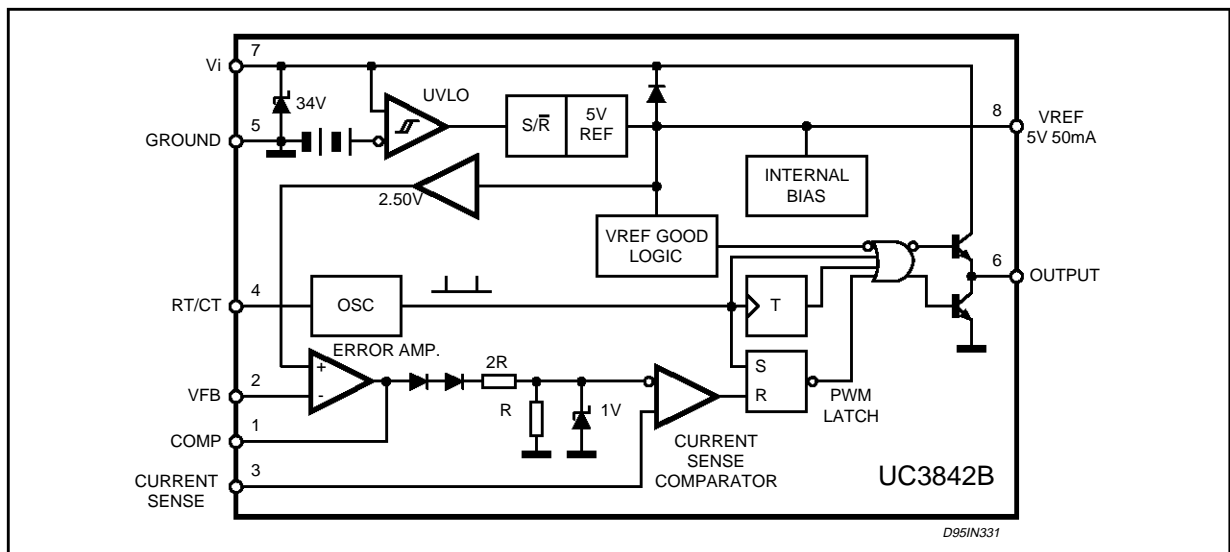 7
Vi
34V
UVLO
5
GROUND
S/R̅
5V
REF
8
VREF
5V 50mA
INTERNAL
BIAS
2.50V
VREF GOOD
LOGIC
6
OUTPUT
4
RT/CT
OSC
T
ERROR AMP.
2R
S
R
+
-
2
VFB
R
1V
PWM
LATCH
1
COMP
CURRENT
SENSE
COMPARATOR
3
CURRENT
SENSE
UC3842B
D95IN331